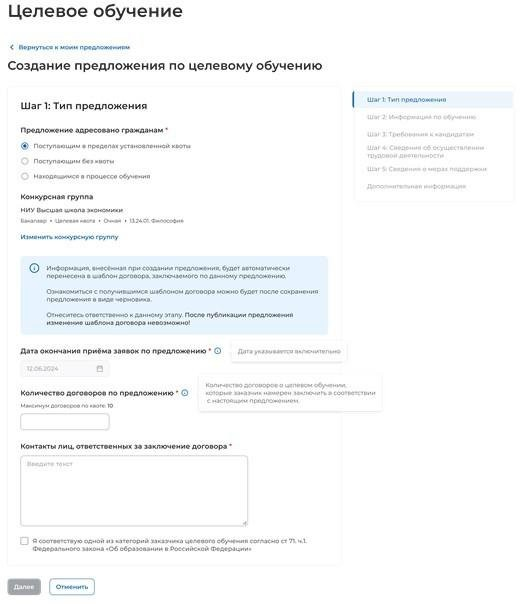 Целевое обучение
Вернуться к моим предложениям
Создание предложения по целевому обучению
Шаг 1: Тип предложения
Предложение адресовано гражданам *
Поступающим в пределах установленной квоты
Поступающим без квоты
Находящимся в процессе обучения
Конкурсная группа
НИУ Высшая школа экономики
Бакалавр • Целевая квота • Очная • 13.24.01. Философия
Изменить конкурсную группу
Информация, внесённая при создании предложения, будет автоматически
перенесена в шаблон договора, заключаемого по данному предложению.
Ознакомиться с получившимся шаблоном договора можно будет после сохранения
предложения в виде черновика.
Отнеситесь ответственно к данному этапу. После публикации предложения
изменение шаблона договора невозможно!
Дата окончания приёма заявок по предложению *
Дата указывается включительно
12.06.2024
Количество договоров по предложению *
Количество договоров о целевом обучении,
которые заказчик намерен заключить в соответствии
с настоящим предложением.
Максимум договоров по квоте: 10
Контакты лиц, ответственных за заключение договора *
Введите текст
Я соответствую одной из категорий заказчика целевого обучения согласно ст 71. ч.1.
Федерального закона «Об образовании в Российской Федерации»
Далее
Отменить
Шаг 1: Тип предложения
Шаг 2: Информация по обучению
Шаг 3: Требования к кандидатам
Шаг 4: Сведения об осуществлении
трудовой деятельности
Шаг 5: Сведения о мерах поддержки
Дополнительная информация